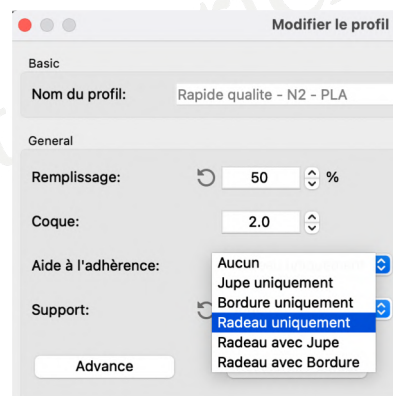 Modifier le profil
Basic
Nom du profil: Rapide qualite - N2 - PLA
General
Remplissage: 50 %
Coque: 2.0
Aide à l'adhèrence:
Aucun
Jupe uniquement
Bordure uniquement
Support:
Radeau uniquement
Radeau avec Jupe
Radeau avec Bordure
Advance